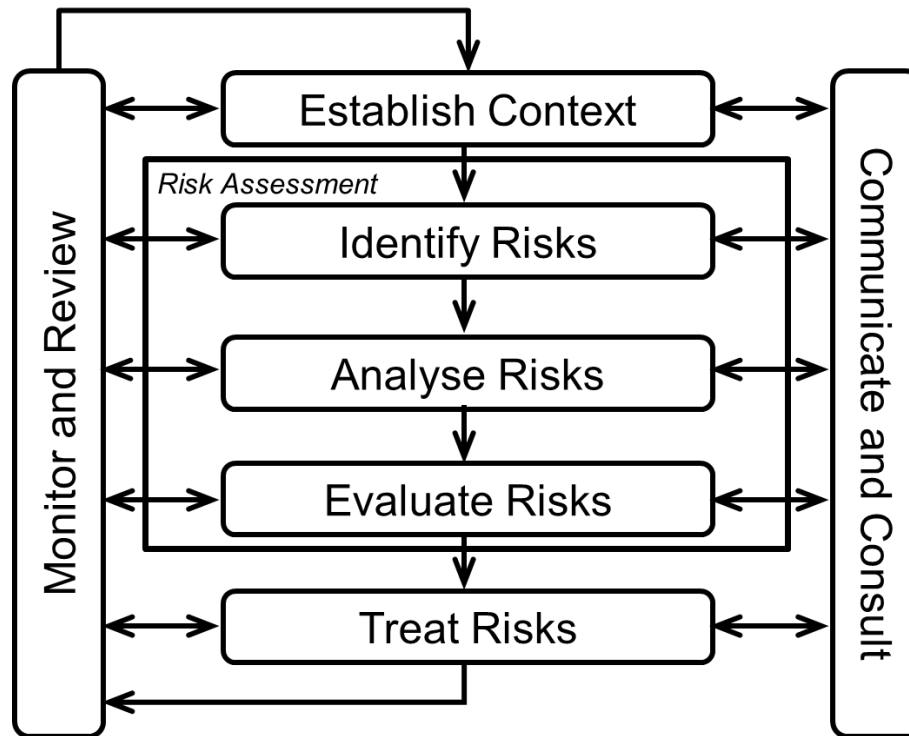 Establish Context
Risk Assessment
Identify Risks
Analyse Risks
Evaluate Risks
Treat Risks
Monitor and Review
Communicate and Consult